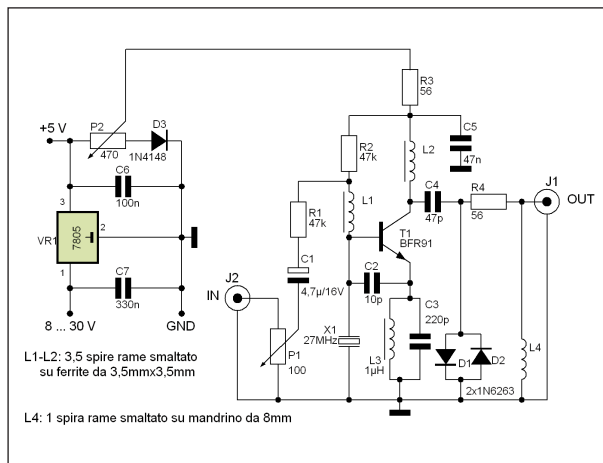 R3
56
+5 V
P2
470
D3
1N4148
C6
100n
3
VR1
7805
2
1
C7
330n
8 ... 30 V
GND
R2
47k
L2
C5
47n
R1
47k
L1
C4
47p
R4
56
J1
OUT
T1
BFR91
C1
4,7µ/16V
J2
IN
C2
10p
C3
220p
X1
27MHz
P1
100
L3
1µH
D1
D2
2x1N6263
L4
L1-L2: 3,5 spire rame smaltato
su ferrite da 3,5mmx3,5mm
L4: 1 spira rame smaltato su mandrino da 8mm